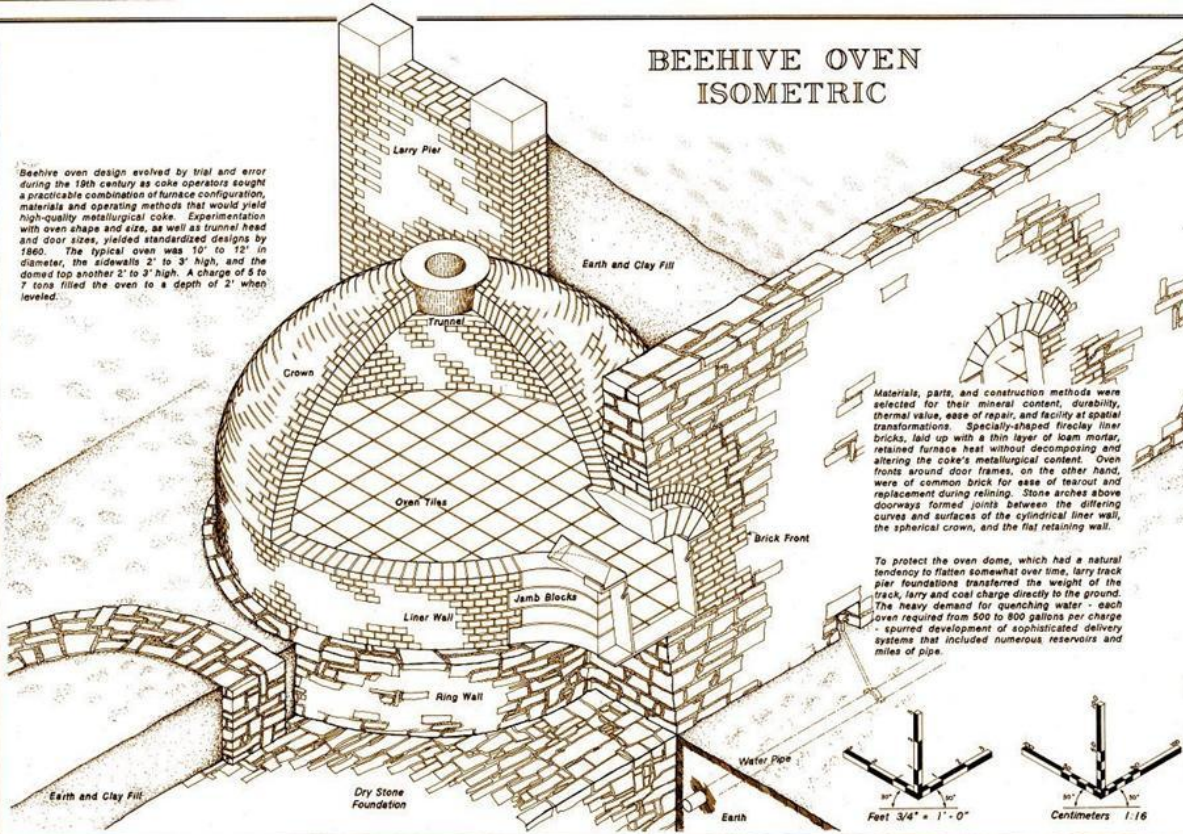 BEEHIVE OVEN
ISOMETRIC
Beehive oven design evolved by trial and error
during the 19th century as coke operators sought
a practicable combination of furnace configuration,
materials and operating methods that would yield
high-quality metallurgical coke. Experimentation
with oven shape and size, as well as trunnel head
and door sizes, yielded standardized designs by
1860. The typical oven was 10' to 12' in
diameter, the sidewalls 2' to 3' high, and the
domed top another 2' to 3' high. A charge of 5 to
7 tons filled the oven to a depth of 2' when
leveled.
Larry Pier
Earth and Clay Fill
Trunnel
Crown
Oven Tiles
Materials, parts, and construction methods were
selected for their mineral content, durability,
thermal value, ease of repair, and facility at spatial
transformations. Specially-shaped fireclay liner
bricks, laid up with a thin layer of loam mortar,
retained furnace heat without decomposing and
altering the coke's metallurgical content. Oven
fronts around door frames, on the other hand,
were of common brick for ease of tearout and
replacement during relining. Stone arches above
doorways formed joints between the differing
curves and surfaces of the cylindrical liner wall,
the spherical crown, and the flat retaining wall.
Brick Front
Jamb Blocks
Liner Wall
To protect the oven dome, which had a natural
tendency to flatten somewhat over time, larry track
pier foundations transferred the weight of the
track, larry and coal charge directly to the ground.
The heavy demand for quenching water - each
oven required from 500 to 800 gallons per charge
- spurred development of sophisticated delivery
systems that included numerous reservoirs and
miles of pipe.
Ring Wall
Water Pipe
Earth and Clay Fill
Dry Stone
Foundation
Earth
30° 30°
Feet 3/4" = 1'-0"
30° 30°
Centimeters 1:16